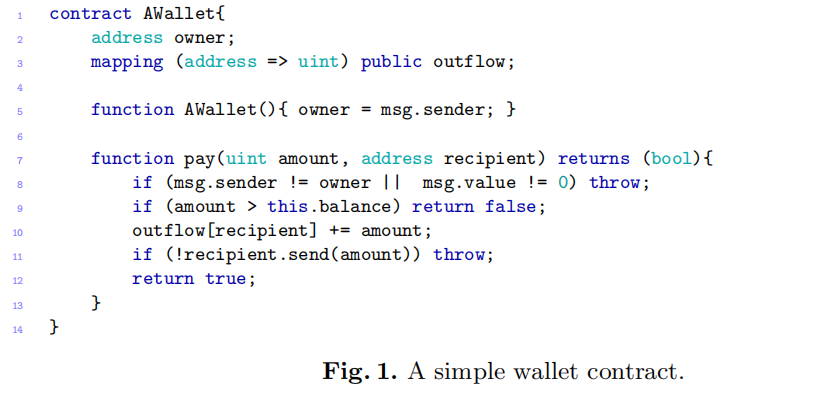 1 contract AWallet{
2 address owner;
3 mapping (address => uint) public outflow;
4
5 function AWallet(){ owner = msg.sender; }
6
7 function pay(uint amount, address recipient) returns (bool){
8 if (msg.sender != owner || msg.value != 0) throw;
9 if (amount > this.balance) return false;
10 outflow[recipient] += amount;
11 if (!recipient.send(amount)) throw;
12 return true;
13 }
14 }
Fig. 1. A simple wallet contract.